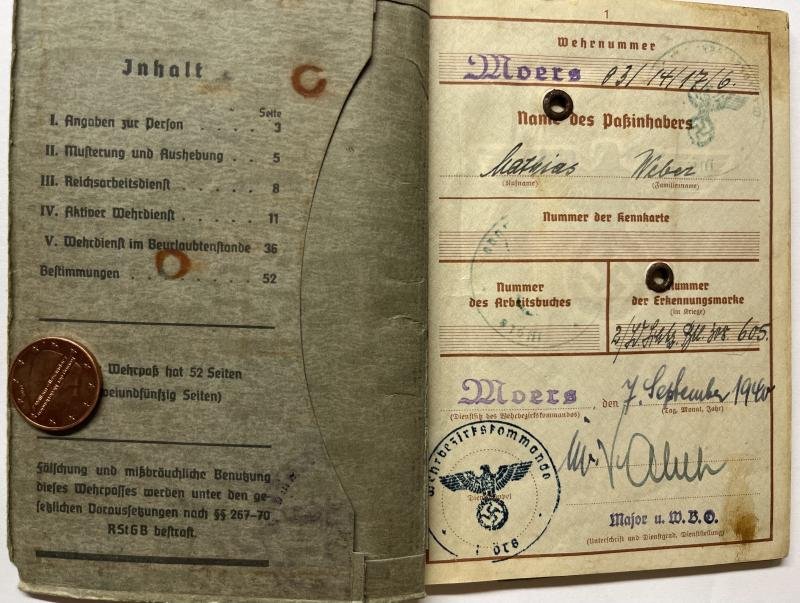 Inhalt
Seite
I. Angaben zur Person . . . . . 3
II. Musterung und Aushebung . . 5
III. Reichsarbeitsdienst . . . . . . 8
IV. Aktiver Wehrdienst . . . . . . 11
V. Wehrdienst im Beurlaubtenstande 36
Bestimmungen . . . . . . . . 52
Wehrpaß hat 52 Seiten
Seiten)
Fälschung und mißbräuchliche Benutzung
dieses Wehrpasses werden unter den ge-
setzlichen Voraussetzungen nach §§ 267–70
RStGB bestraft.
1
Wehrnummer
Moers 03/14/17/6.
Name des Paßinhabers
Mathias Weber
(Rufname) (Familienname)
Nummer der Kennkarte
Nummer
des Arbeitsbuches
Nummer
der Erkennungsmarke
(im Kriege)
605.
Moers, den 7. September 1940
(Dienstsitz des Wehrbezirkskommandos) (Tag, Monat, Jahr)
Wehrbezirkskommando
Major u. W.B.O.
(Unterschrift und Dienstgrad, Dienststellung)